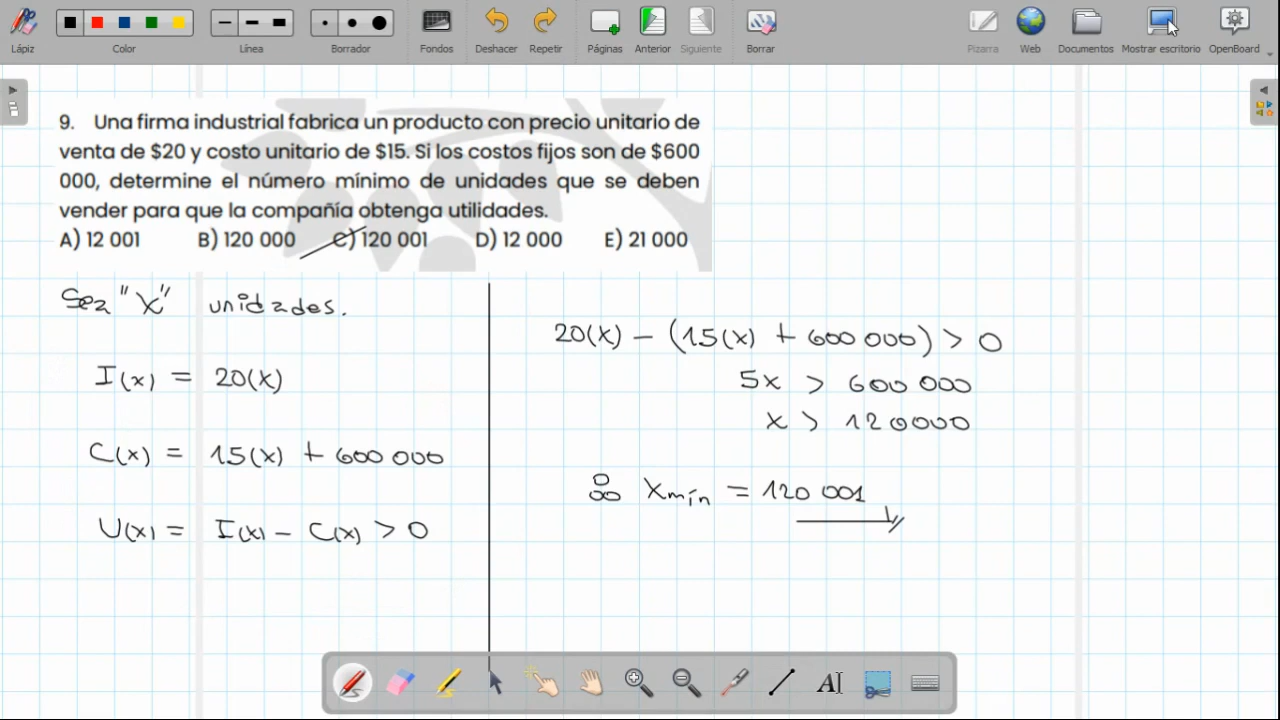 Lápiz
Color
Línea
Borrador
Fondos
Deshacer
Repetir
Páginas
Anterior
Siguiente
Borrar
Pizarra
Web
Documentos
Mostrar escritorio
OpenBoard
9. Una firma industrial fabrica un producto con precio unitario de
venta de $20 y costo unitario de $15. Si los costos fijos son de $600
000, determine el número mínimo de unidades que se deben
vender para que la compañía obtenga utilidades.
A) 12 001 B) 120 000 C) 120 001 D) 12 000 E) 21 000
Sea "X" unidades.
I(x) = 20(x)
C(x) = 15(x) + 600 000
U(x) = I(x) - C(x) > 0
20(x) - (15(x) + 600 000) > 0
5x > 600 000
x > 120000
∴ Xmín = 120 001